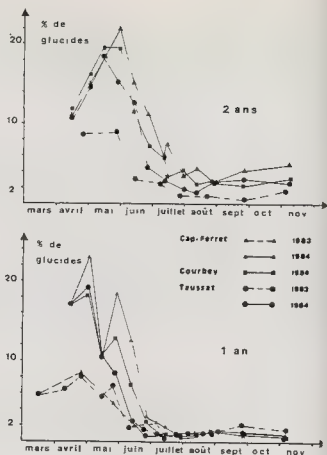 % de
glucides
20
10
2
2 ans
mars avril mai juin juillet août sept oct nov
% de
glucides
Cap-Ferret 1983
1984
Courbey 1984
Taussat 1983
1984
20
10
2
1 an
mars avril mai juin juillet août sept oct nov